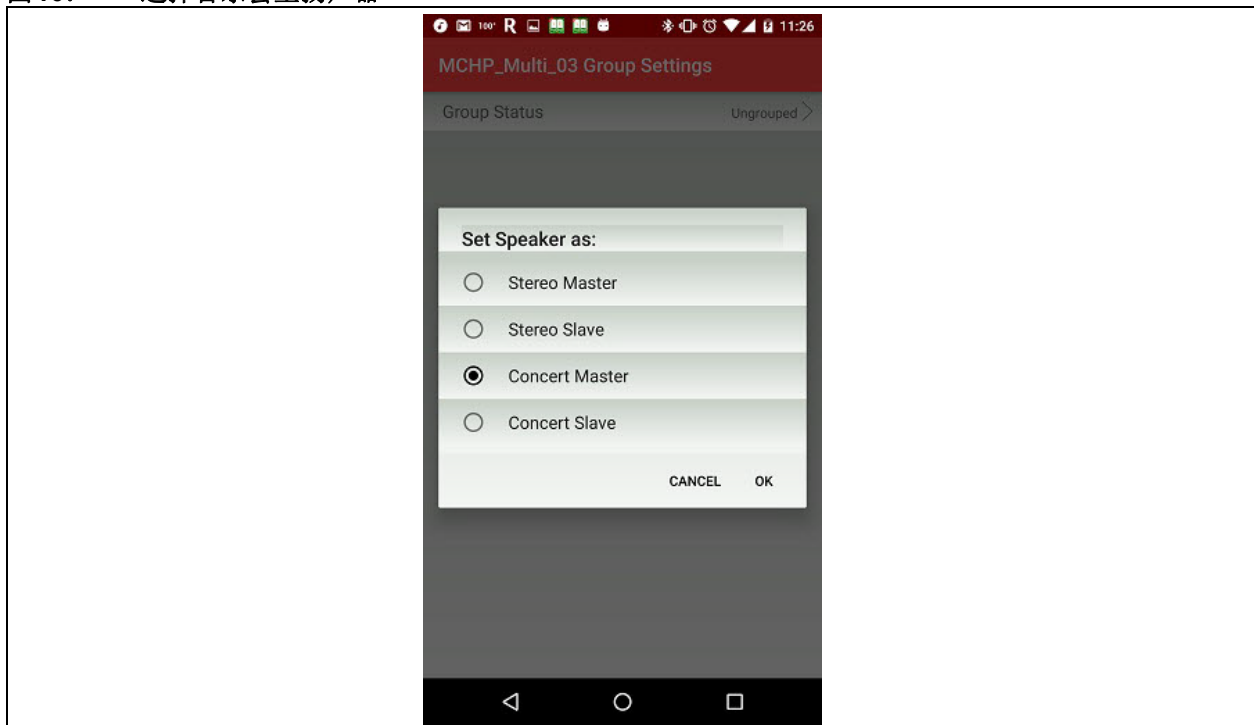 100°
11:26
MCHP_Multi_03 Group Settings
Group Status
Ungrouped
Set Speaker as:
Stereo Master
Stereo Slave
Concert Master
Concert Slave
CANCEL OK